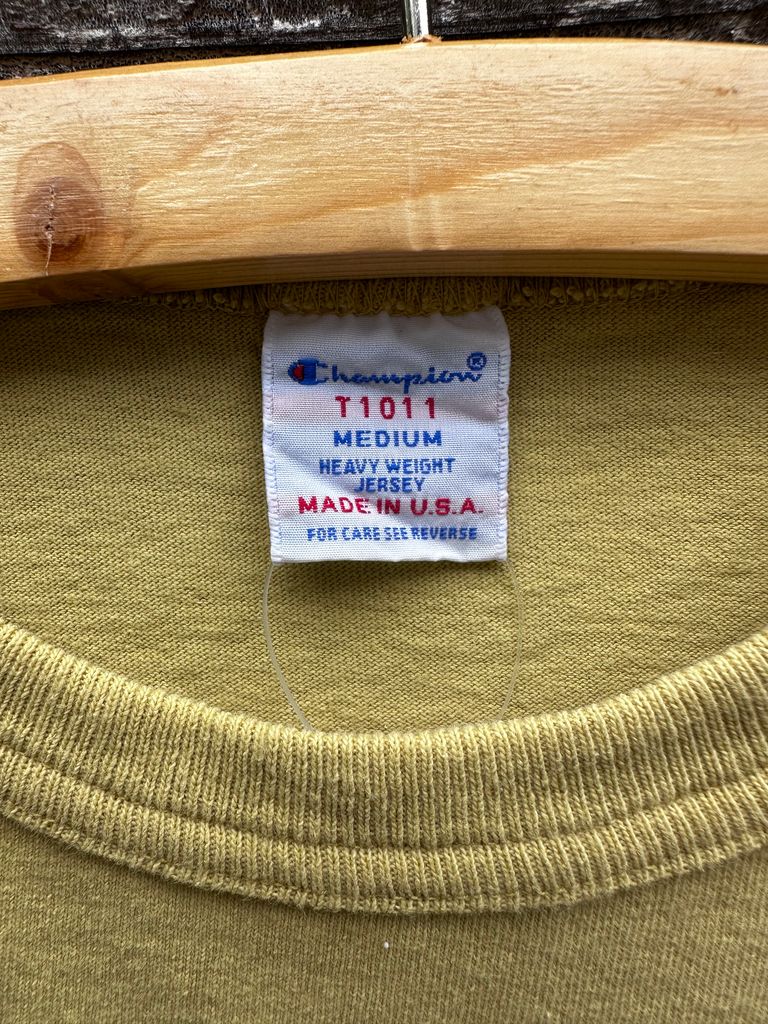 Champion®
T1011
MEDIUM
HEAVY WEIGHT
JERSEY
MADE IN U.S.A.
FOR CARE SEE REVERSE